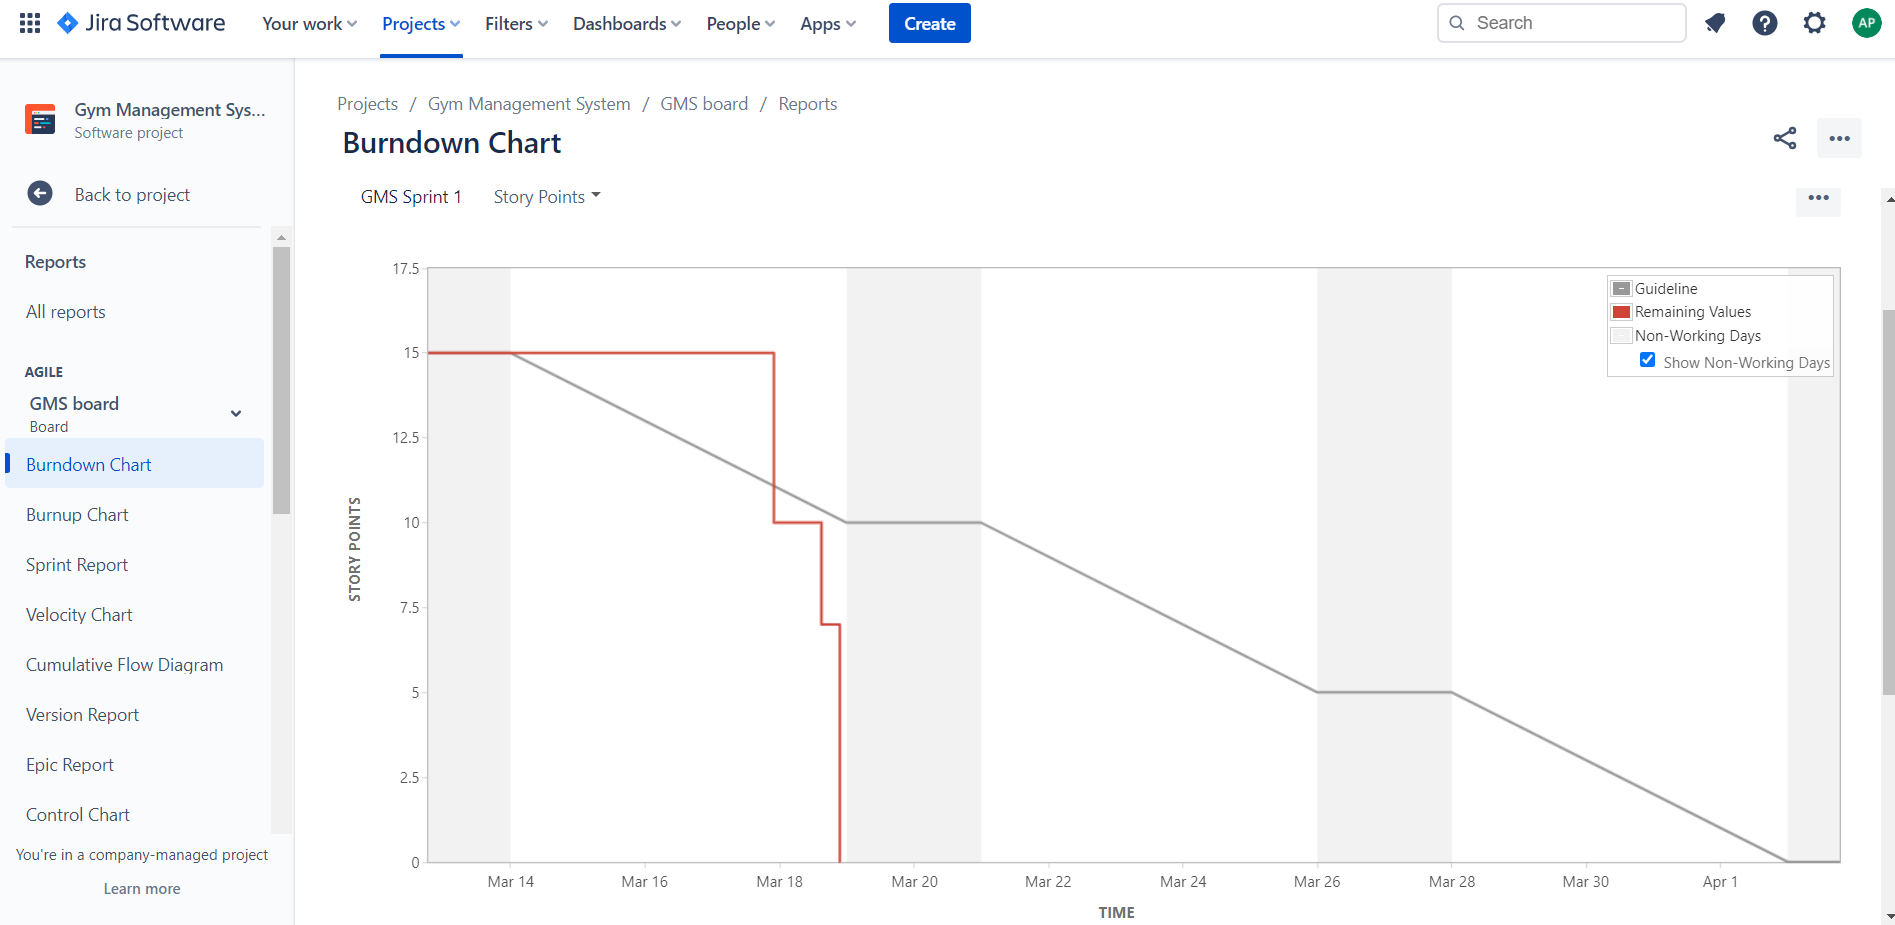 Jira Software
Your work
Projects
Filters
Dashboards
People
Apps
Create
Search
AP
Gym Management Sys...
Software project
Back to project
Reports
All reports
AGILE
GMS board
Board
Burndown Chart
Burnup Chart
Sprint Report
Velocity Chart
Cumulative Flow Diagram
Version Report
Epic Report
Control Chart
You're in a company-managed project
Learn more
Projects / Gym Management System / GMS board / Reports
Burndown Chart
GMS Sprint 1
Story Points
17.5
15
12.5
10
7.5
5
2.5
0
STORY POINTS
Guideline
Remaining Values
Non-Working Days
Show Non-Working Days
Mar 14
Mar 16
Mar 18
Mar 20
Mar 22
Mar 24
Mar 26
Mar 28
Mar 30
Apr 1
TIME